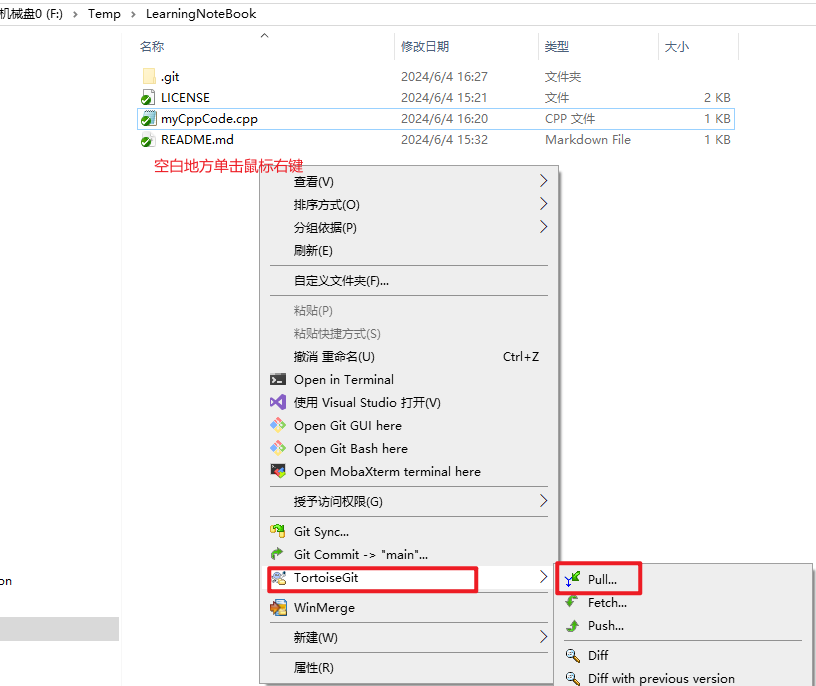 机械盘0 (F:) > Temp > LearningNoteBook
名称 修改日期 类型 大小
.git 2024/6/4 16:27 文件夹
LICENSE 2024/6/4 15:21 文件 2 KB
myCppCode.cpp 2024/6/4 16:20 CPP 文件 1 KB
README.md 2024/6/4 15:32 Markdown File 1 KB
空白地方单击鼠标右键
查看(V)
排序方式(O)
分组依据(P)
刷新(E)
自定义文件夹(F)...
粘贴(P)
粘贴快捷方式(S)
撤消 重命名(U) Ctrl+Z
Open in Terminal
使用 Visual Studio 打开(V)
Open Git GUI here
Open Git Bash here
Open MobaXterm terminal here
授予访问权限(G)
Git Sync...
Git Commit -> "main"...
on
TortoiseGit
Pull...
Fetch...
WinMerge
Push...
新建(W)
Diff
属性(R)
Diff with previous version